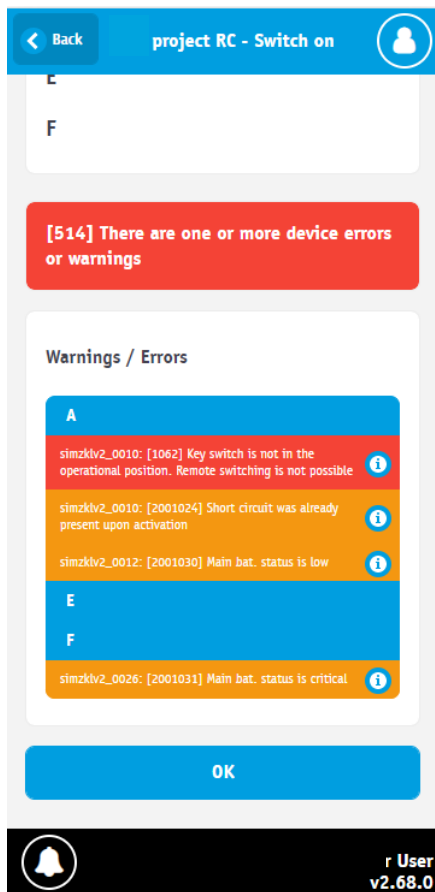 Back
project RC - Switch on
E
F
[514] There are one or more device errors
or warnings
Warnings / Errors
A
simzklv2_0010: [1062] Key switch is not in the
operational position. Remote switching is not possible
simzklv2_0010: [2001024] Short circuit was already
present upon activation
simzklv2_0012: [2001030] Main bat. status is low
E
F
simzklv2_0026: [2001031] Main bat. status is critical
OK
r User
v2.68.0